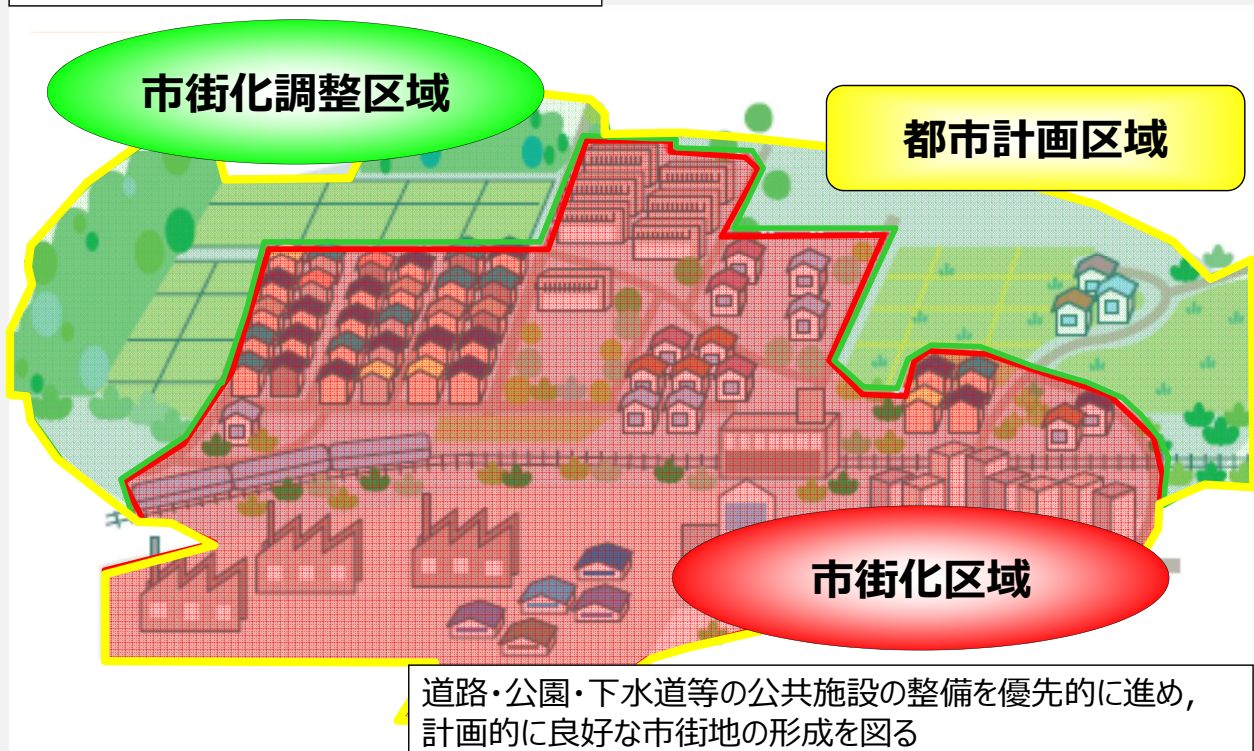 市街化調整区域
都市計画区域
市街化区域
道路・公園・下水道等の公共施設の整備を優先的に進め，
計画的に良好な市街地の形成を図る